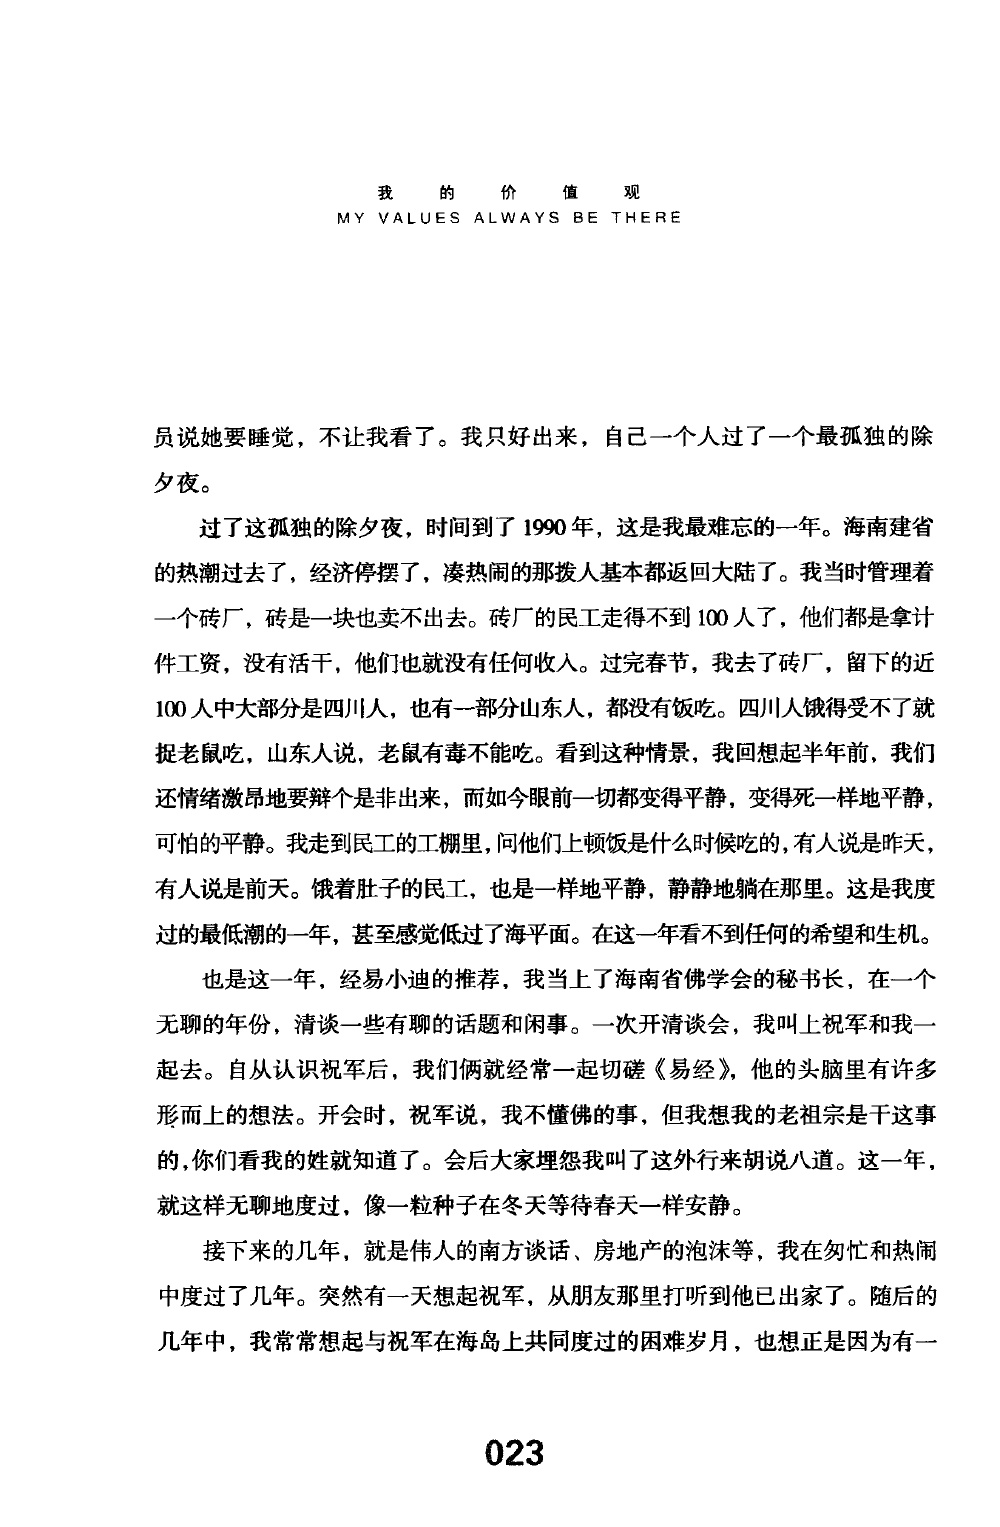 我的价值观
MY VALUES ALWAYS BE THERE
员说她要睡觉，不让我看了。我只好出来，自己一个人过了一个最孤独的除
夕夜。
过了这孤独的除夕夜，时间到了1990年，这是我最难忘的一年。海南建省
的热潮过去了，经济停摆了，凑热闹的那拨人基本都返回大陆了。我当时管理着
一个砖厂，砖是一块也卖不出去。砖厂的民工走得不到100人了，他们都是拿计
件工资，没有活干，他们也就没有任何收入。过完春节，我去了砖厂，留下的近
100人中大部分是四川人，也有一部分山东人，都没有饭吃。四川人饿得受不了就
捉老鼠吃，山东人说，老鼠有毒不能吃。看到这种情景，我回想起半年前，我们
还情绪激昂地要辩个是非出来，而如今眼前一切都变得平静，变得死一样地平静，
可怕的平静。我走到民工的工棚里，问他们上顿饭是什么时候吃的，有人说是昨天，
有人说是前天。饿着肚子的民工，也是一样地平静，静静地躺在那里。这是我度
过的最低潮的一年，甚至感觉低过了海平面。在这一年看不到任何的希望和生机。
也是这一年，经易小迪的推荐，我当上了海南省佛学会的秘书长，在一个
无聊的年份，清谈一些有聊的话题和闲事。一次开清谈会，我叫上祝军和我一
起去。自从认识祝军后，我们俩就经常一起切磋《易经》，他的头脑里有许多
形而上的想法。开会时，祝军说，我不懂佛的事，但我想我的老祖宗是干这事
的，你们看我的姓就知道了。会后大家埋怨我叫了这外行来胡说八道。这一年，
就这样无聊地度过，像一粒种子在冬天等待春天一样安静。
接下来的几年，就是伟人的南方谈话、房地产的泡沫等，我在匆忙和热闹
中度过了几年。突然有一天想起祝军，从朋友那里打听到他已出家了。随后的
几年中，我常常想起与祝军在海岛上共同度过的困难岁月，也想正是因为有一
023